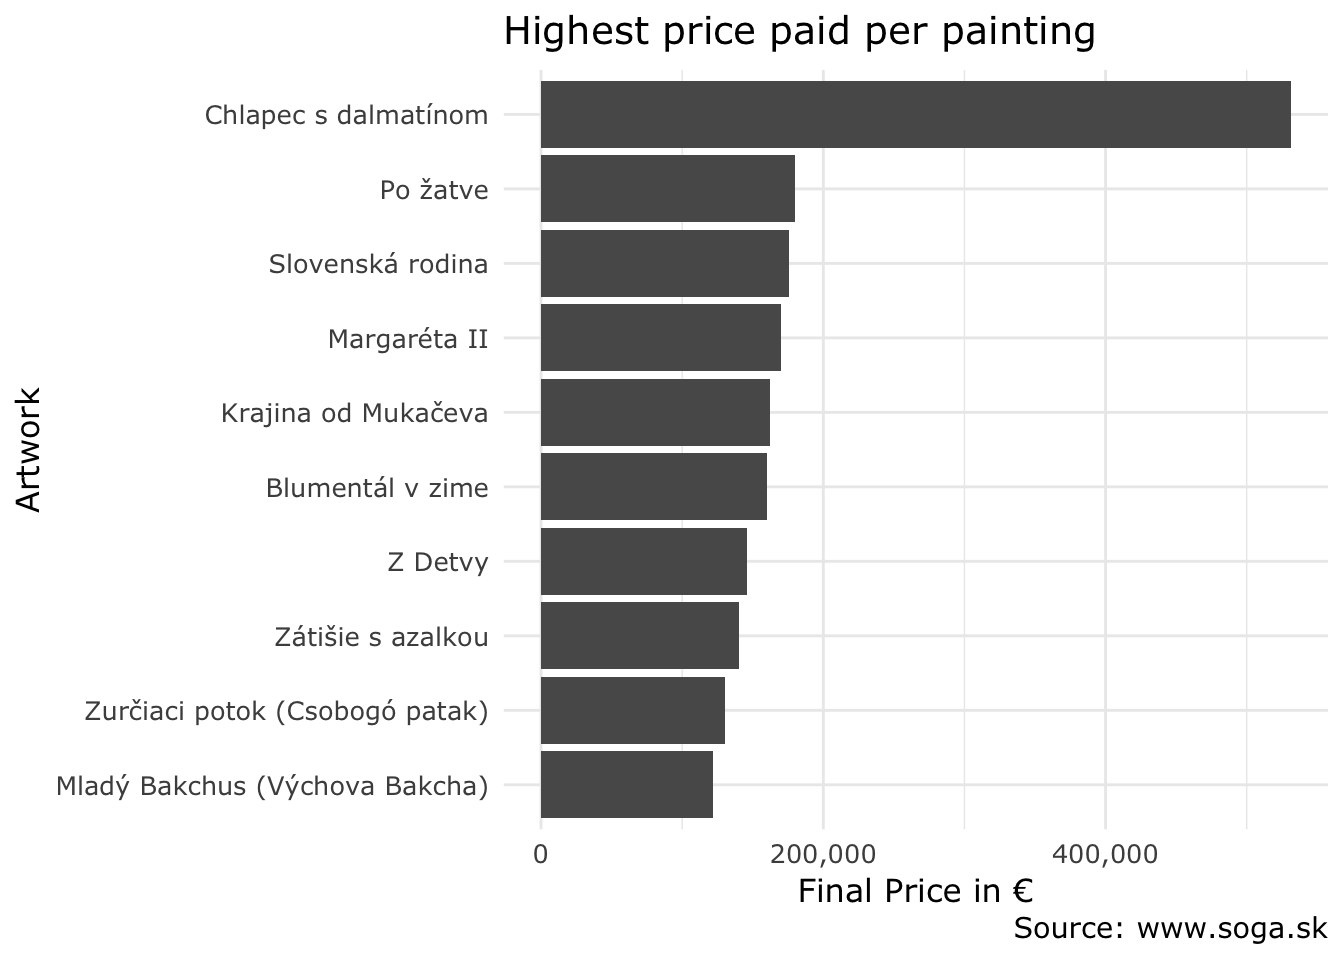 Highest price paid per painting
Artwork
Chlapec s dalmatínom
Po žatve
Slovenská rodina
Margaréta II
Krajina od Mukačeva
Blumentál v zime
Z Detvy
Zátišie s azalkou
Zurčiaci potok (Csobogó patak)
Mladý Bakchus (Výchova Bakcha)
0 200,000 400,000
Final Price in €
Source: www.soga.sk